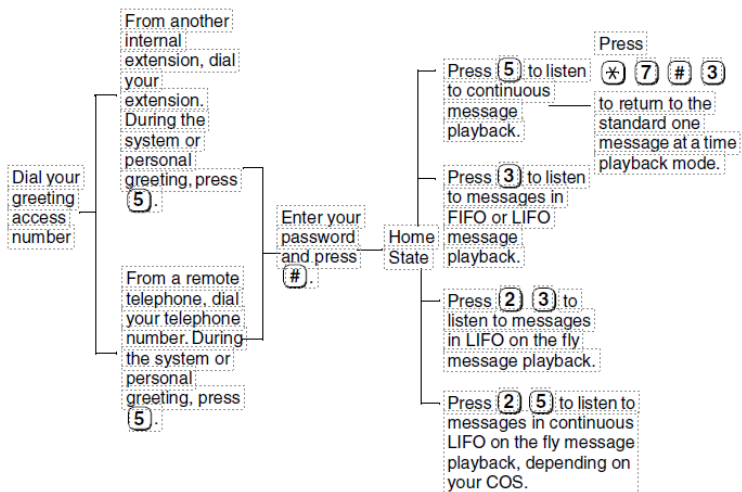 Dial your
greeting
access
number
From another
internal
extension, dial
your
extension.
During the
system or
personal
greeting, press
5.
From a remote
telephone, dial
your telephone
number. During
the system or
personal
greeting, press
5.
Enter your
password
and press
#.
Home
State
Press 5 to listen
to continuous
message
playback.
Press
* 7 # 3
to return to the
standard one
message at a time
playback mode.
Press 3 to listen
to messages in
FIFO or LIFO
message
playback.
Press 2 3 to
listen to messages
in LIFO on the fly
message playback.
Press 2 5 to listen to
messages in continuous
LIFO on the fly message
playback, depending on
your COS.